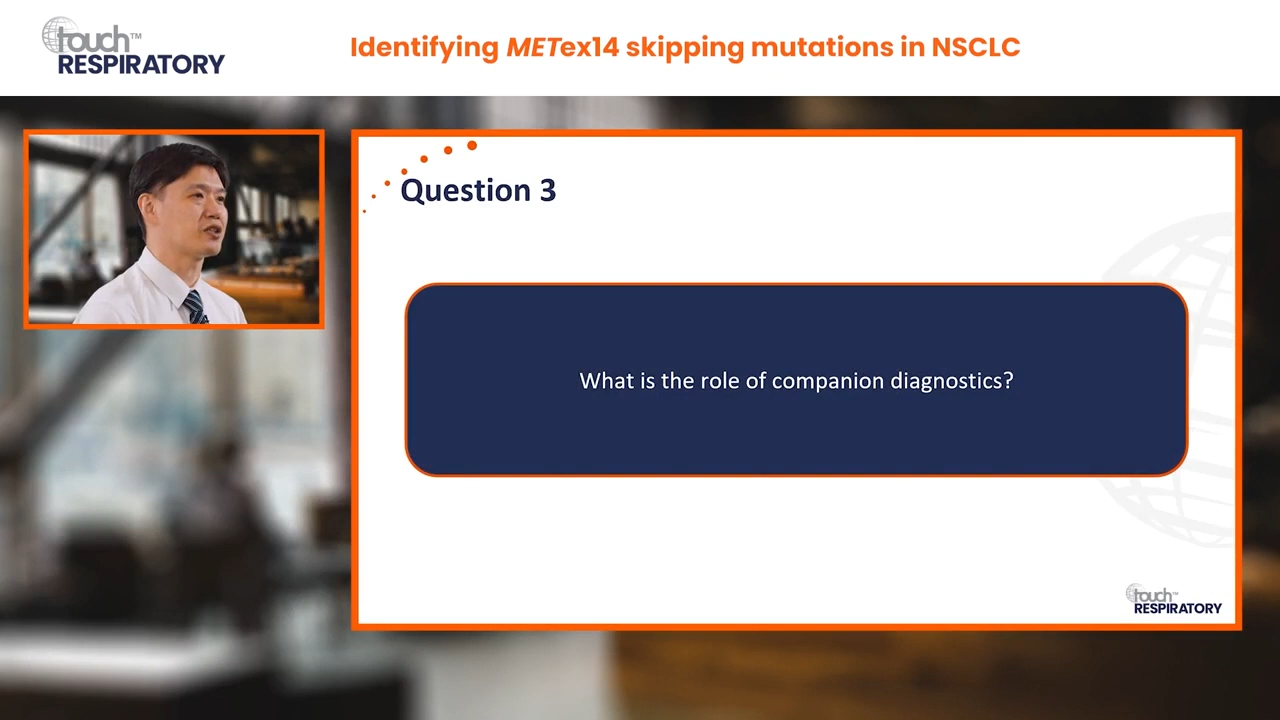 touch™
RESPIRATORY
Identifying METex14 skipping mutations in NSCLC
Question 3
What is the role of companion diagnostics?
touch™
RESPIRATORY